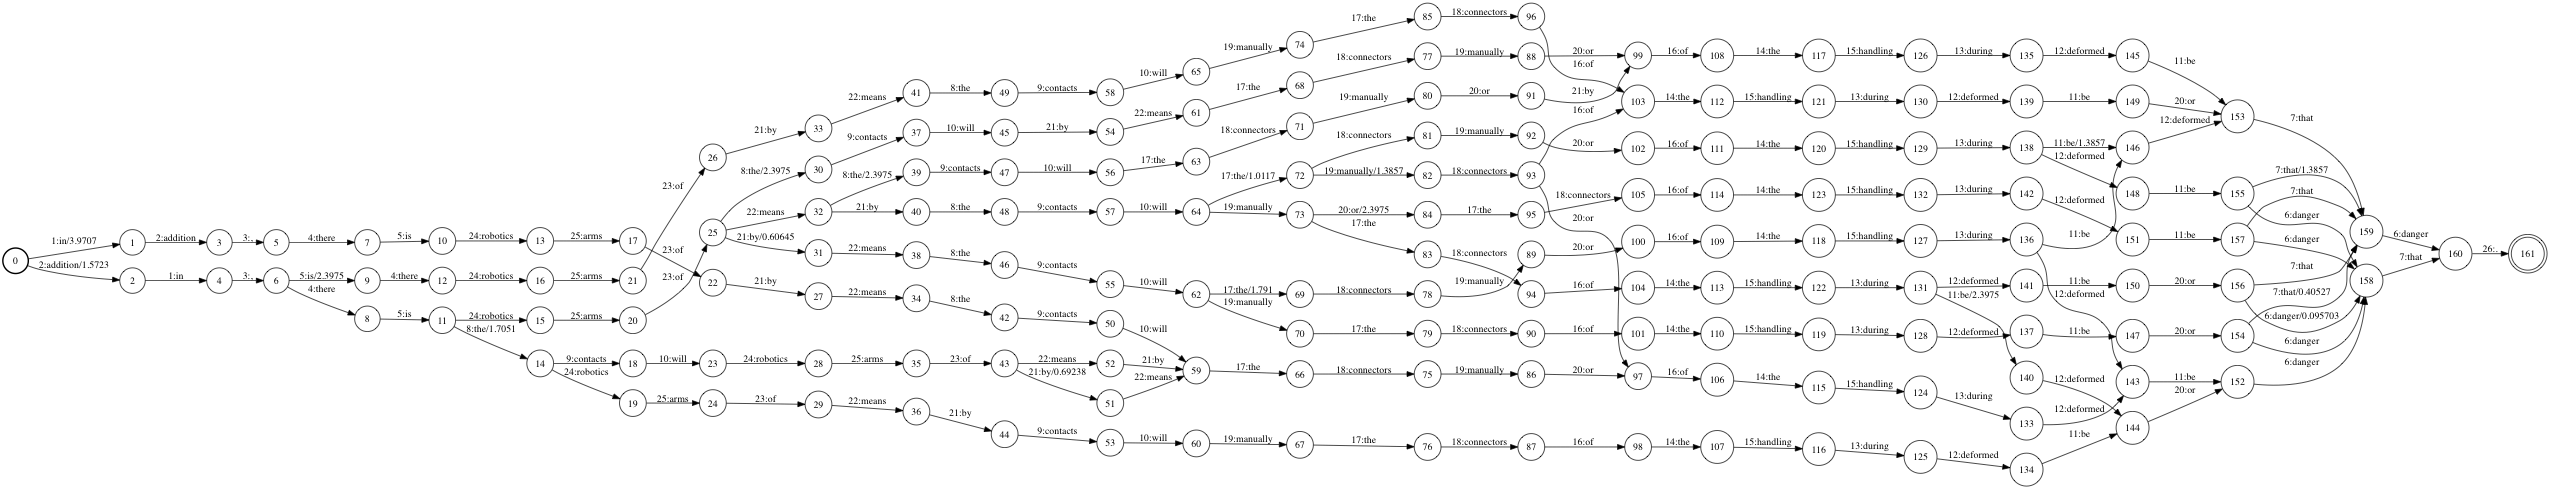 85 17:the 18:connectors 96
74 19:manually
77 18:connectors 19:manually 88 20:or 99 16:of 108 14:the 117 15:handling 126 13:during 135 12:deformed 145
65 10:will 16:of 11:be
41 8:the 49 9:contacts 58 68 17:the
22:means 80 19:manually 20:or 91 21:by 103 14:the 112 15:handling 121 13:during 130 12:deformed 139 11:be 149 20:or 153
33 21:by 61 22:means 16:of 7:that
37 10:will 45 21:by 54 71 18:connectors
9:contacts 81 18:connectors 19:manually 92 20:or 12:deformed
26 102 16:of 111 14:the 120 15:handling 129 13:during 138 11:be/1.3857 146
30 8:the/2.3975 63 17:the 12:deformed
39 8:the/2.3975 9:contacts 47 10:will 56 72 17:the/1.0117 19:manually/1.3857 82 18:connectors 93 7:that/1.3857
23:of 105 18:connectors 16:of 114 14:the 123 15:handling 132 13:during 142 148 11:be 155
32 22:means 21:by 40 8:the 48 9:contacts 57 10:will 64 19:manually 73 20:or/2.3975 84 17:the 95 20:or 12:deformed 7:that
25 17:the 6:danger
0 1:in/3.9707 1 2:addition 3 3:, 5 4:there 7 5:is 10 24:robotics 13 25:arms 17 23:of 21:by/0.60645 31 22:means 38 8:the 46 83 18:connectors 89 20:or 100 16:of 109 14:the 118 15:handling 127 13:during 136 11:be 151 11:be 157 6:danger 159 6:danger
2:addition/1.5723 2 1:in 4 3:, 6 5:is/2.3975 9 4:there 12 24:robotics 16 25:arms 21 23:of 22 9:contacts 55 7:that 7:that 160 26:. 161
4:there 21:by 27 22:means 34 8:the 10:will 62 17:the/1.791 69 18:connectors 78 19:manually 94 16:of 104 14:the 113 15:handling 122 13:during 131 12:deformed 141 11:be 150 20:or 156 158
19:manually 11:be/2.3975 12:deformed 7:that/0.40527
8 5:is 11 24:robotics 15 25:arms 20 42 9:contacts 50 10:will 70 17:the 79 18:connectors 90 16:of 101 14:the 110 15:handling 119 13:during 128 12:deformed 137 11:be 147 20:or 154 6:danger/0.095703
8:the/1.7051 6:danger
14 9:contacts 18 10:will 23 24:robotics 28 25:arms 35 23:of 43 22:means 52 21:by 59 17:the 66 18:connectors 75 19:manually 86 20:or 97 16:of 106 14:the 115 15:handling 124 6:danger
24:robotics 21:by/0.69238 22:means 140 12:deformed 143 11:be 152
19 25:arms 24 23:of 29 22:means 36 51 13:during 133 12:deformed 20:or
21:by 44 9:contacts 53 10:will 60 19:manually 67 17:the 76 18:connectors 87 16:of 98 14:the 107 15:handling 116 13:during 125 12:deformed 134 11:be 144